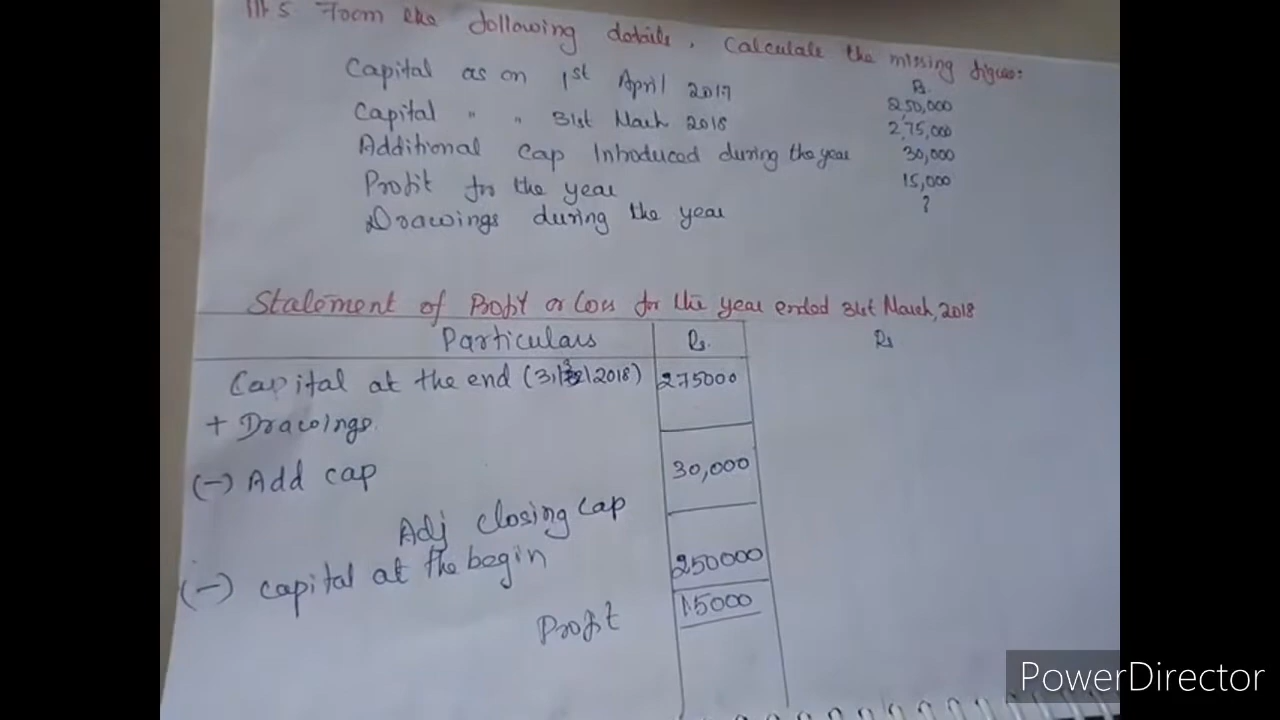 From the following details, calculate the missing figure:
Rs.
Capital as on 1st April 2017 250,000
Capital " " 31st Mach 2018 2,75,000
Additional Cap Introduced during the year 30,000
Profit for the year 15,000
Drawings during the year ?
Statement of Profit or Loss for the year ended 31st March, 2018
Particulars Rs. Rs
Capital at the end (31/3/2018) 275000
+ Drawings.
(-) Add cap 30,000
Adj closing cap
(-) capital at the begin 250000
Profit 15000
PowerDirector